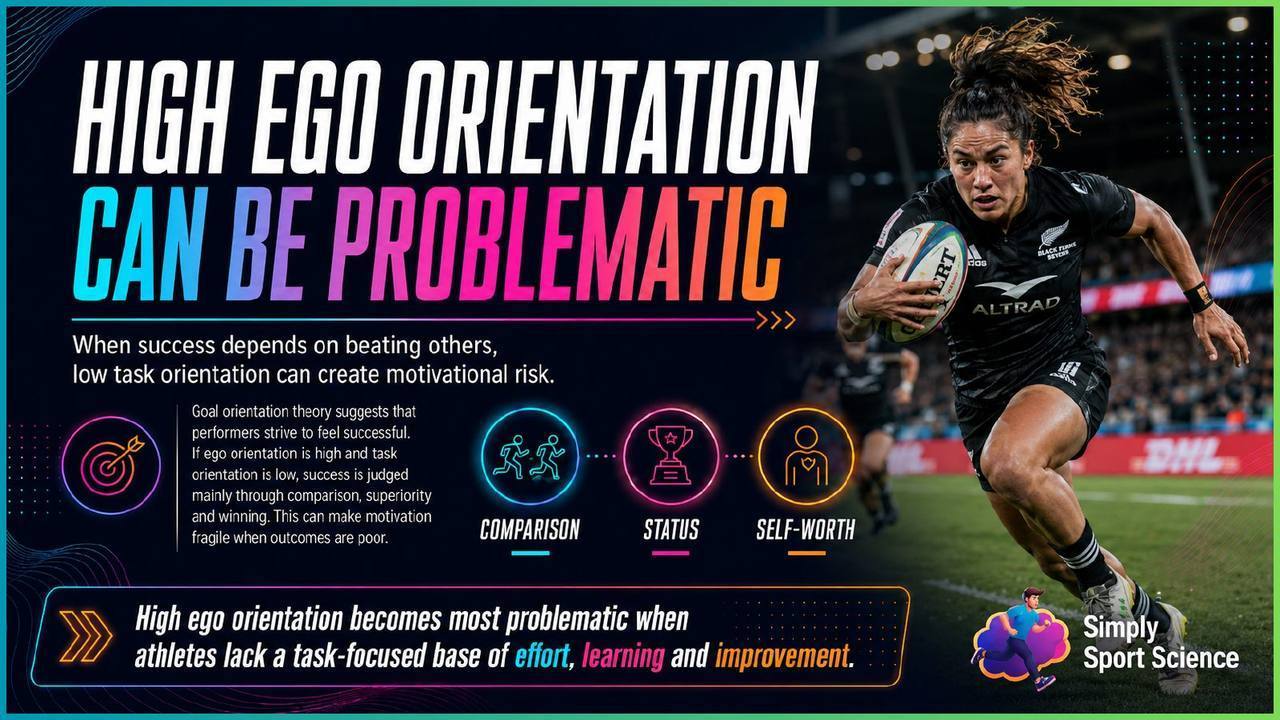 HIGH EGO ORIENTATION
CAN BE PROBLEMATIC
When success depends on beating others,
low task orientation can create motivational risk.
Goal orientation theory suggests that
performers strive to feel successful.
If ego orientation is high and task
orientation is low, success is judged
mainly through comparison, superiority
and winning. This can make motivation
fragile when outcomes are poor.
COMPARISON
STATUS
SELF-WORTH
High ego orientation becomes most problematic when
athletes lack a task-focused base of effort, learning and improvement.
BLACK FERNS
SEVENS
adidas
ALTRAD
DHL
Simply
Sport Science